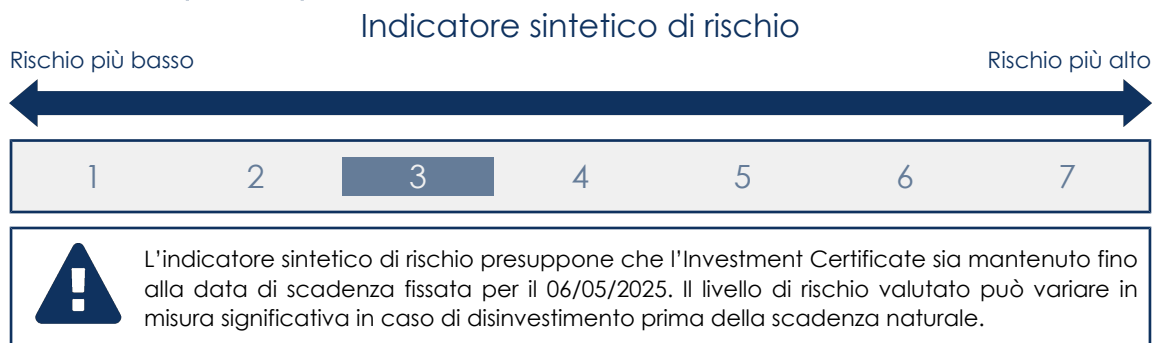 Indicatore sintetico di rischio
Rischio più basso Rischio più alto
1 2 3 4 5 6 7
L’indicatore sintetico di rischio presuppone che l’Investment Certificate sia mantenuto fino
alla data di scadenza fissata per il 06/05/2025. Il livello di rischio valutato può variare in
misura significativa in caso di disinvestimento prima della scadenza naturale.